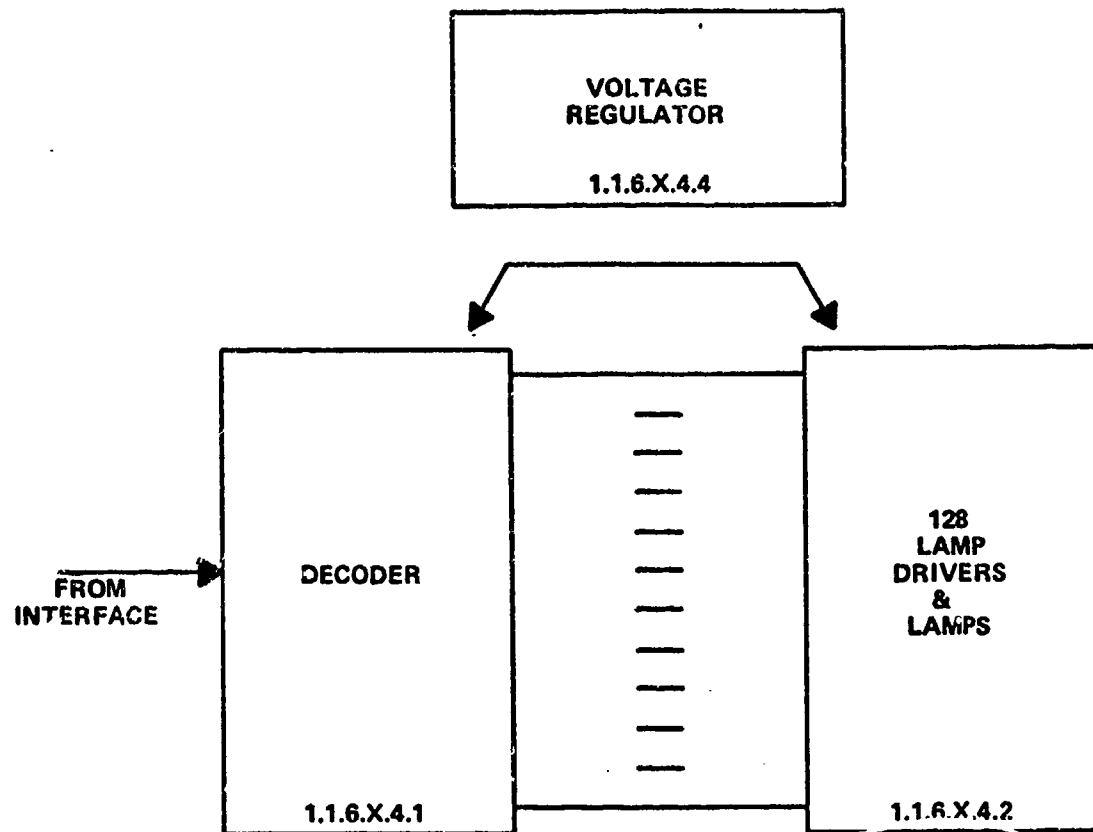 VOLTAGE
REGULATOR
1.1.6.X.4.4
FROM
INTERFACE
DECODER
1.1.6.X.4.1
128
LAMP
DRIVERS
&
LAMPS
1.1.6.X.4.2